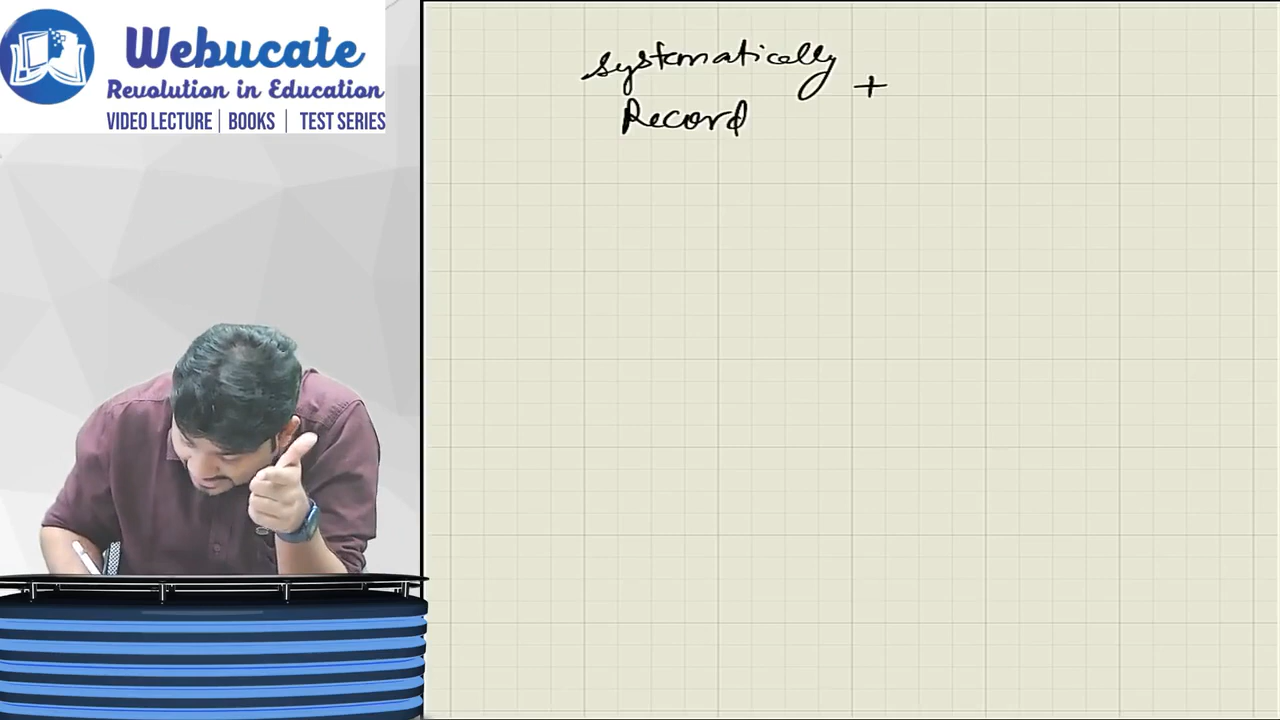 Webucate
Revolution in Education
VIDEO LECTURE | BOOKS | TEST SERIES
systematically +
Record